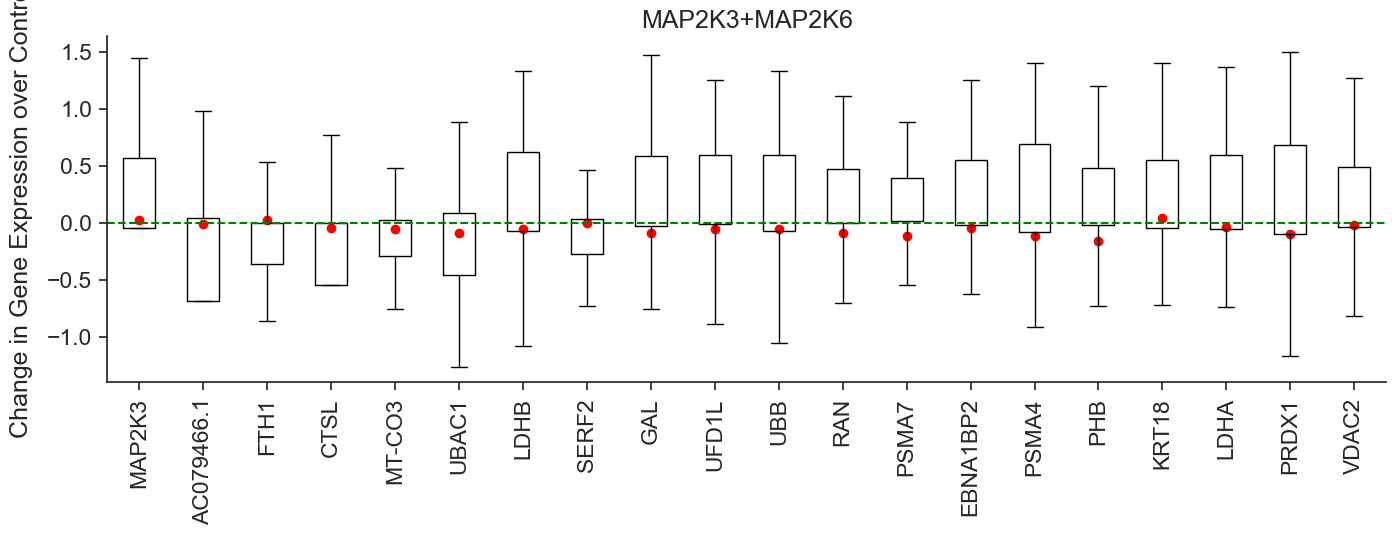 MAP2K3+MAP2K6
Change in Gene Expression over Contro
1.5
1.0
0.5
0.0
−0.5
−1.0
MAP2K3
AC079466.1
FTH1
CTSL
MT-CO3
UBAC1
LDHB
SERF2
GAL
UFD1L
UBB
RAN
PSMA7
EBNA1BP2
PSMA4
PHB
KRT18
LDHA
PRDX1
VDAC2